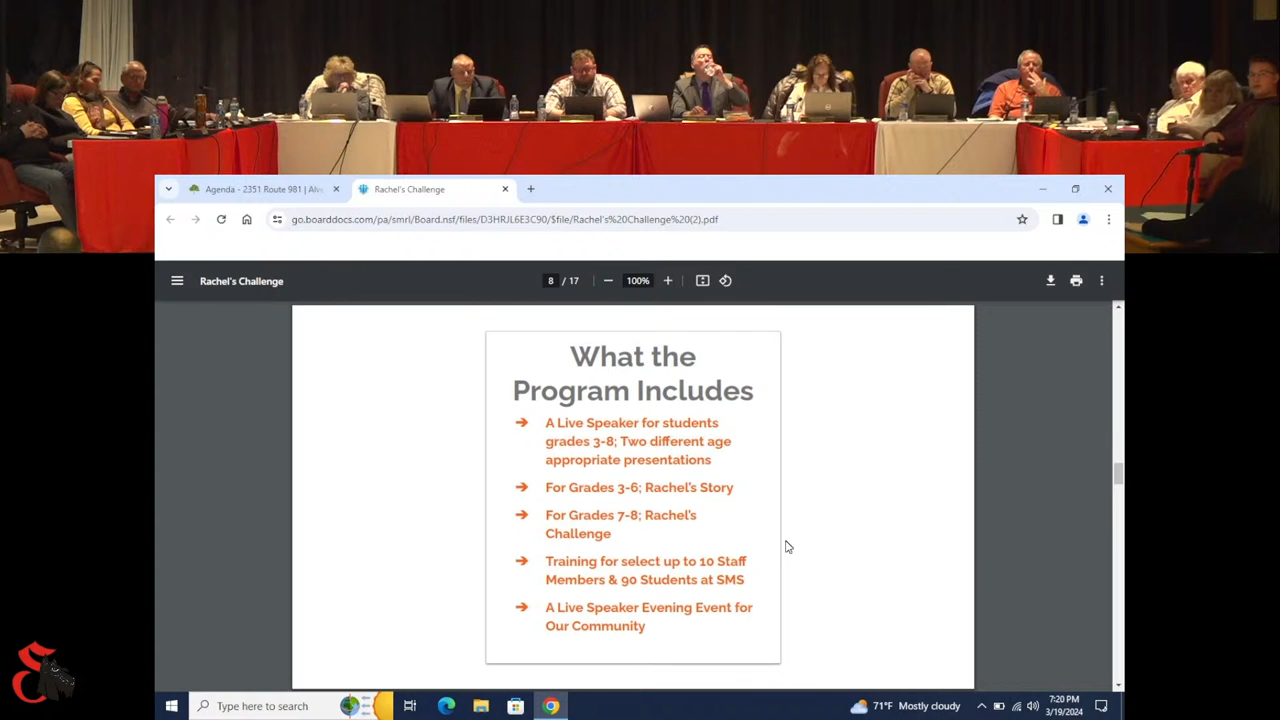 Agenda - 2351 Route 981 | Alve
Rachel's Challenge
go.boarddocs.com/pa/smrl/Board.nsf/files/D3HRJL6E3C90/$file/Rachel's%20Challenge%20(2).pdf
Rachel's Challenge
8 / 17
100%
What the
Program Includes
➔ A Live Speaker for students
grades 3-8; Two different age
appropriate presentations
➔ For Grades 3-6; Rachel's Story
➔ For Grades 7-8; Rachel's
Challenge
➔ Training for select up to 10 Staff
Members & 90 Students at SMS
➔ A Live Speaker Evening Event for
Our Community
S
Type here to search
71°F Mostly cloudy
7:20 PM
3/19/2024